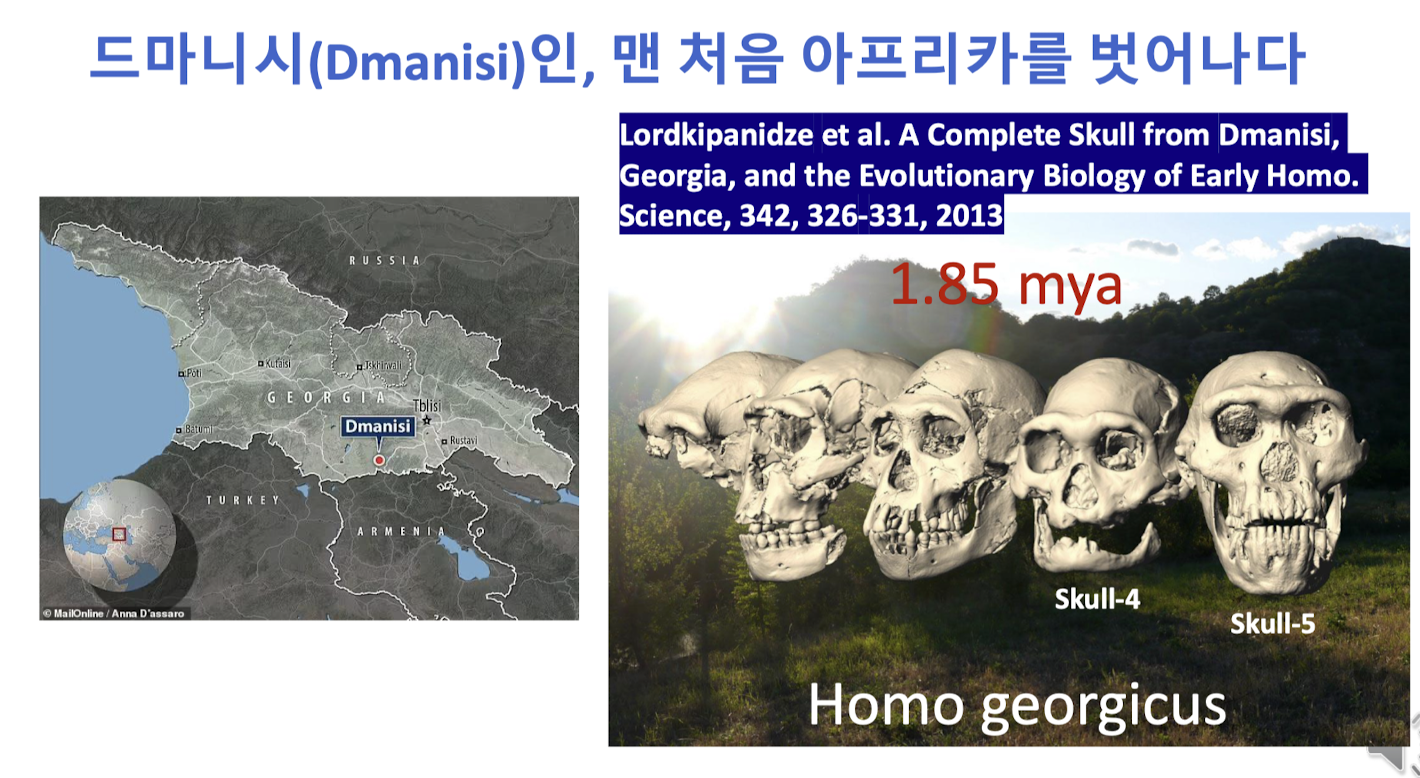 드마니시(Dmanisi)인, 맨 처음 아프리카를 벗어나다
Lordkipanidze et al. A Complete Skull from Dmanisi,
Georgia, and the Evolutionary Biology of Early Homo.
Science, 342, 326-331, 2013
1.85 mya
RUSSIA
Kutaisi
Tskhinvali
Poti
GEORGIA
Tblisi
Dmanisi
Batumi
Rustavi
TURKEY
ARMENIA
© MailOnline / Anna D'assaro
Skull-4
Skull-5
Homo georgicus